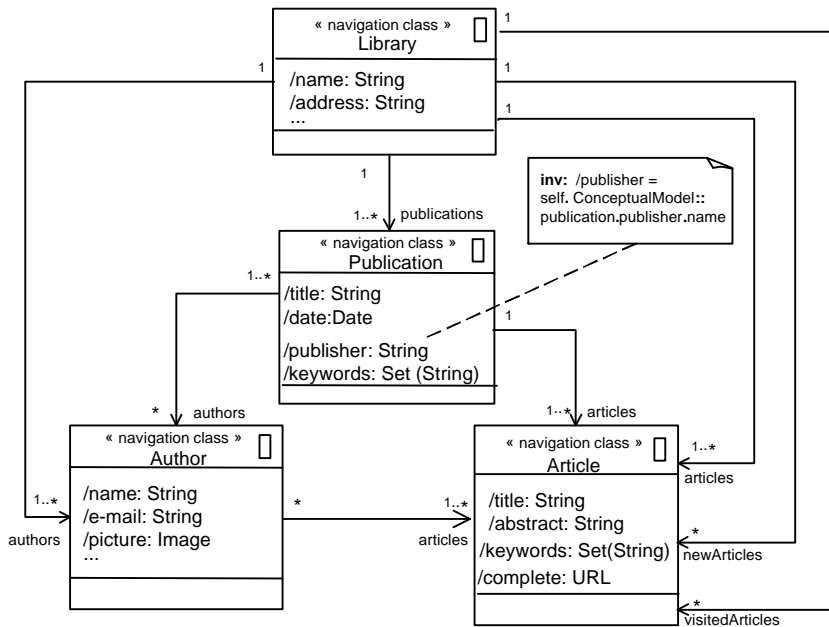 « navigation class »
Library
/name: String
/address: String
...
1
1
1
1
1
1..*
publications
inv: /publisher =
self. ConceptualModel::
publication.publisher.name
« navigation class »
Publication
/title: String
/date:Date
/publisher: String
/keywords: Set (String)
1..*
1
*
authors
1..*
articles
« navigation class »
Author
/name: String
/e-mail: String
/picture: Image
...
1..*
authors
*
1..*
articles
« navigation class »
Article
/title: String
/abstract: String
/keywords: Set(String)
/complete: URL
1..*
articles
*
newArticles
*
visitedArticles